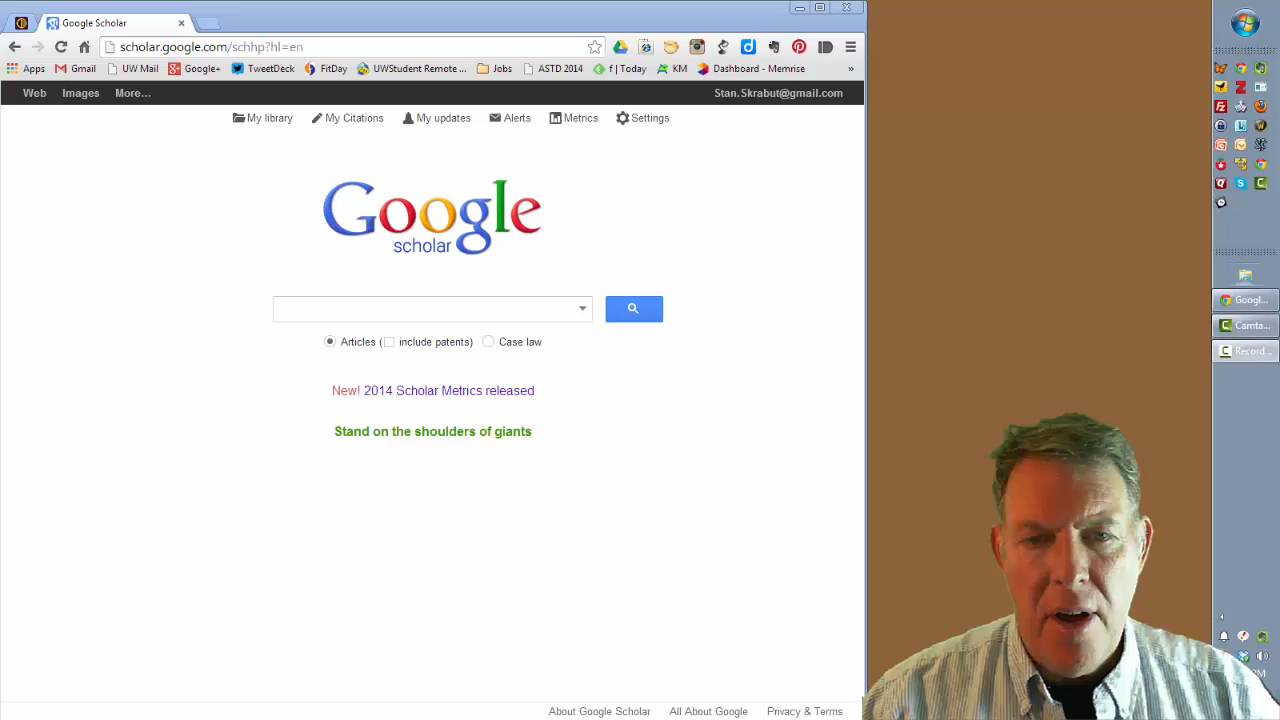 Google Scholar
scholar.google.com/schhp?hl=en
Apps Gmail UW Mail Google+ TweetDeck FitDay UWStudent Remote ... Jobs ASTD 2014 f | Today KM Dashboard - Memrise »
Web Images More... Stan.Skrabut@gmail.com
My library My Citations My updates Alerts Metrics Settings
Google
scholar
Articles (include patents) Case law
New! 2014 Scholar Metrics released
Stand on the shoulders of giants
About Google Scholar All About Google Privacy & Terms
Googl...
Camta...
Record...